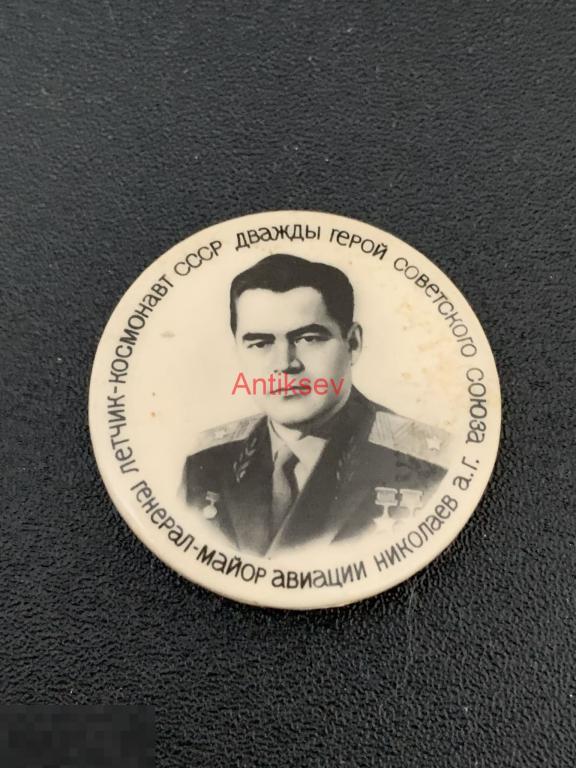 ЛЕТЧИК-КОСМОНАВТ СССР ДВАЖДЫ ГЕРОЙ СОВЕТСКОГО СОЮЗА
ГЕНЕРАЛ-МАЙОР АВИАЦИИ НИКОЛАЕВ А.Г.
Antiksev